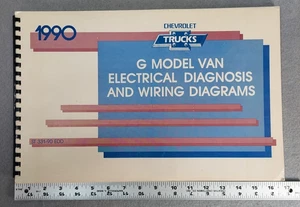 1990
CHEVROLET
TRUCKS
G MODEL VAN
ELECTRICAL DIAGNOSIS
AND WIRING DIAGRAMS